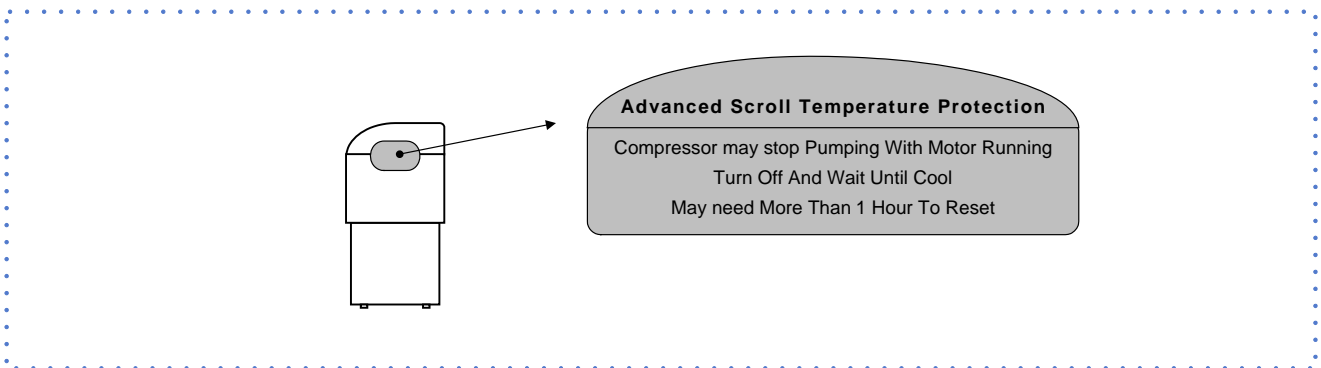 Advanced Scroll Temperature Protection
Compressor may stop Pumping With Motor Running
Turn Off And Wait Until Cool
May need More Than 1 Hour To Reset